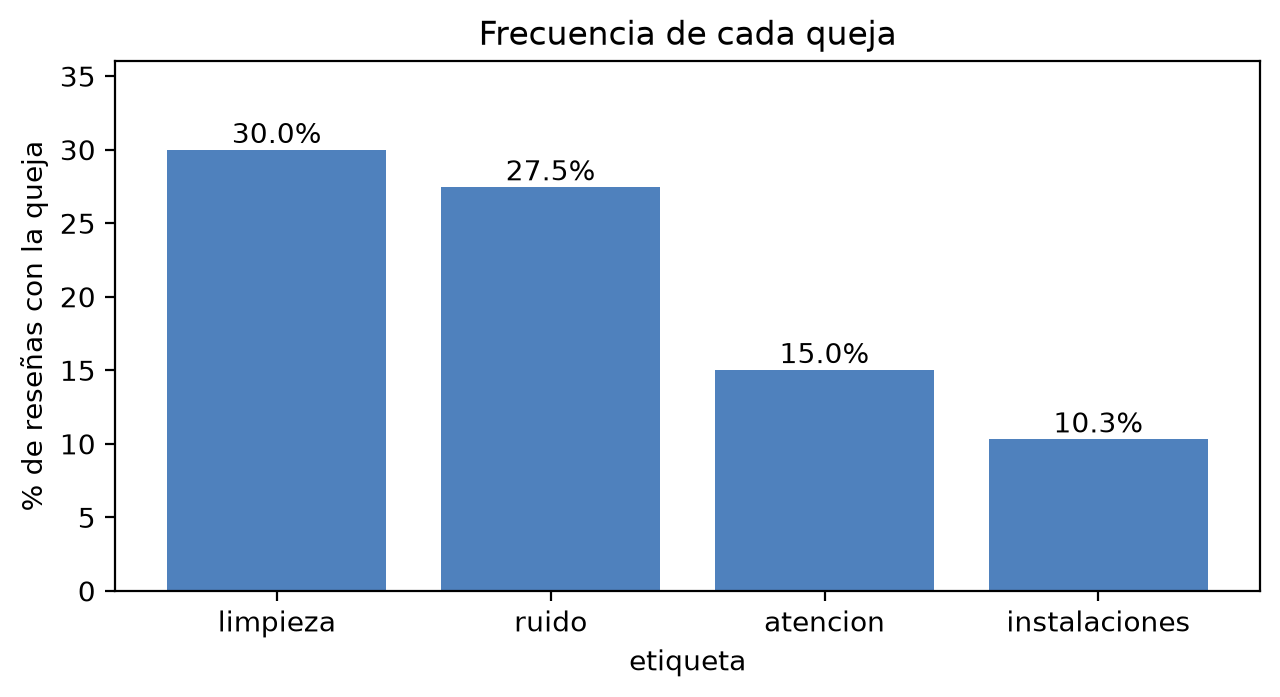 Frecuencia de cada queja
% de reseñas con la queja
35
30
25
20
15
10
5
0
30.0%
27.5%
15.0%
10.3%
limpieza
ruido
atencion
instalaciones
etiqueta